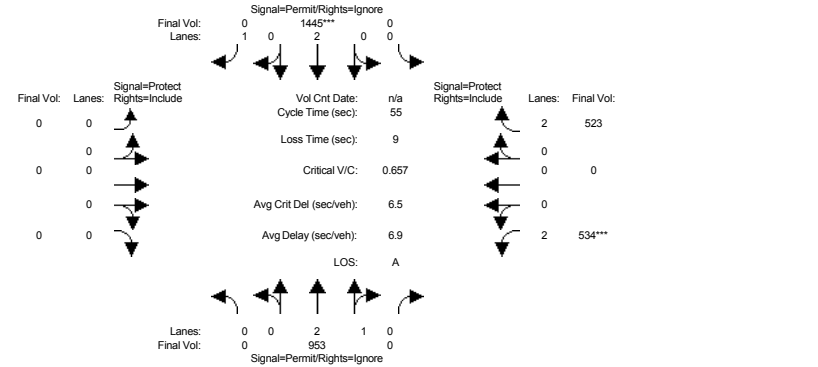 Signal=Permit/Rights=Ignore
Final Vol: 0 1445*** 0
Lanes: 1 0 2 0 0
Signal=Protect Signal=Protect
Final Vol: Lanes: Rights=Include Vol Cnt Date: n/a Rights=Include Lanes: Final Vol:
Cycle Time (sec): 55
0 0 2 523
Loss Time (sec): 9
0 0
0 0 Critical V/C: 0.657 0 0
0 Avg Crit Del (sec/veh): 6.5 0
0 0 Avg Delay (sec/veh): 6.9 2 534***
LOS: A
Lanes: 0 0 2 1 0
Final Vol: 0 953 0
Signal=Permit/Rights=Ignore